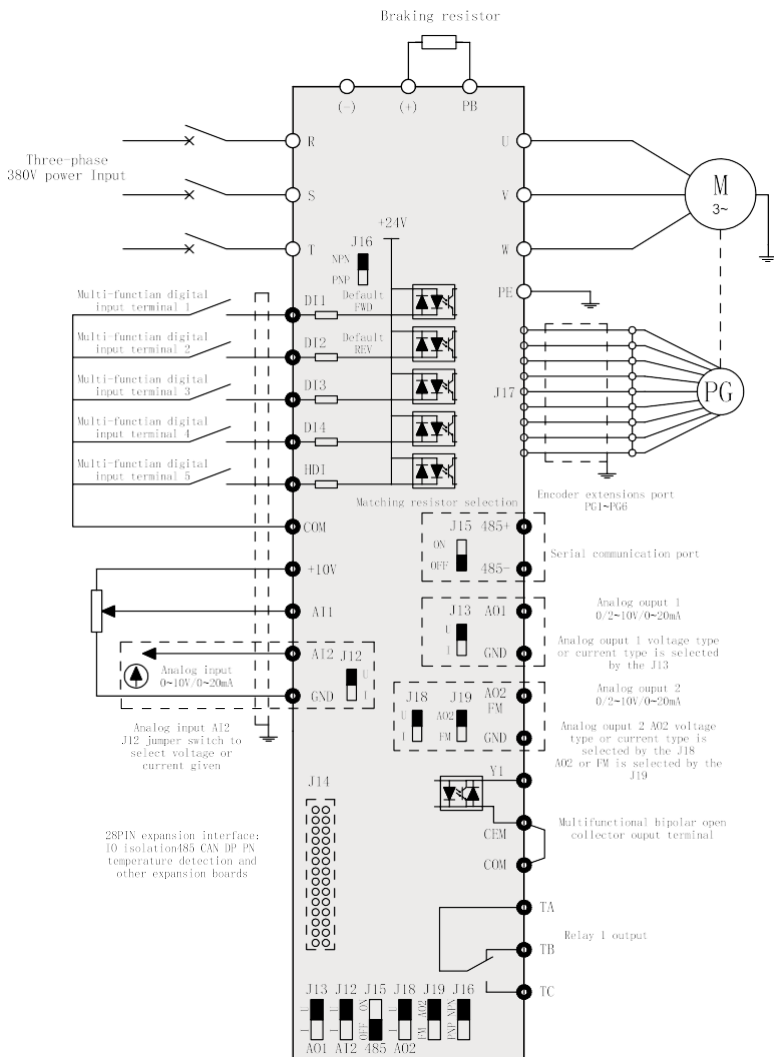 Braking resistor
(-)
(+)
PB
R
U
Three-phase
380V power Input
M
3~
S
V
+24V
J16
T
W
NPN
PNP
PE
Multi-functian digital
input terminal 1
DI1
Default
FWD
Multi-functian digital
input terminal 2
DI2
Default
REV
Multi-functian digital
input terminal 3
DI3
J17
PG
Multi-functian digital
input terminal 4
DI4
Multi-functian digital
input terminal 5
HDI
Matching resistor selection
Encoder extensions port
PG1~PG6
COM
J15
485+
ON
OFF
485-
Serial communication port
+10V
AI1
J13
AO1
U
I
GND
Analog ouput 1
0/2~10V/0~20mA
Analog ouput 1 voltage type
or current type is selected
by the J13
Analog input
0~10V/0~20mA
AI2
J12
U
I
GND
J18
J19
AO2
FM
U
I
AO2
FM
GND
Analog ouput 2
0/2~10V/0~20mA
Analog input AI2
J12 jumper switch to
select voltage or
current given
Analog ouput 2 AO2 voltage
type or current type is
selected by the J18
AO2 or FM is selected by the
J19
J14
Y1
28PIN expansion interface:
IO isolation485 CAN DP PN
temperature detection and
other expansion boards
CEM
COM
Multifunctional bipolar open
collector ouput terminal
TA
TB
TC
Relay 1 output
J13 J12 J15 J18 J19 J16
U
I
U
I
ON
OFF
U
I
AO2
FM
NPN
PNP
AO1 AI2 485 AO2